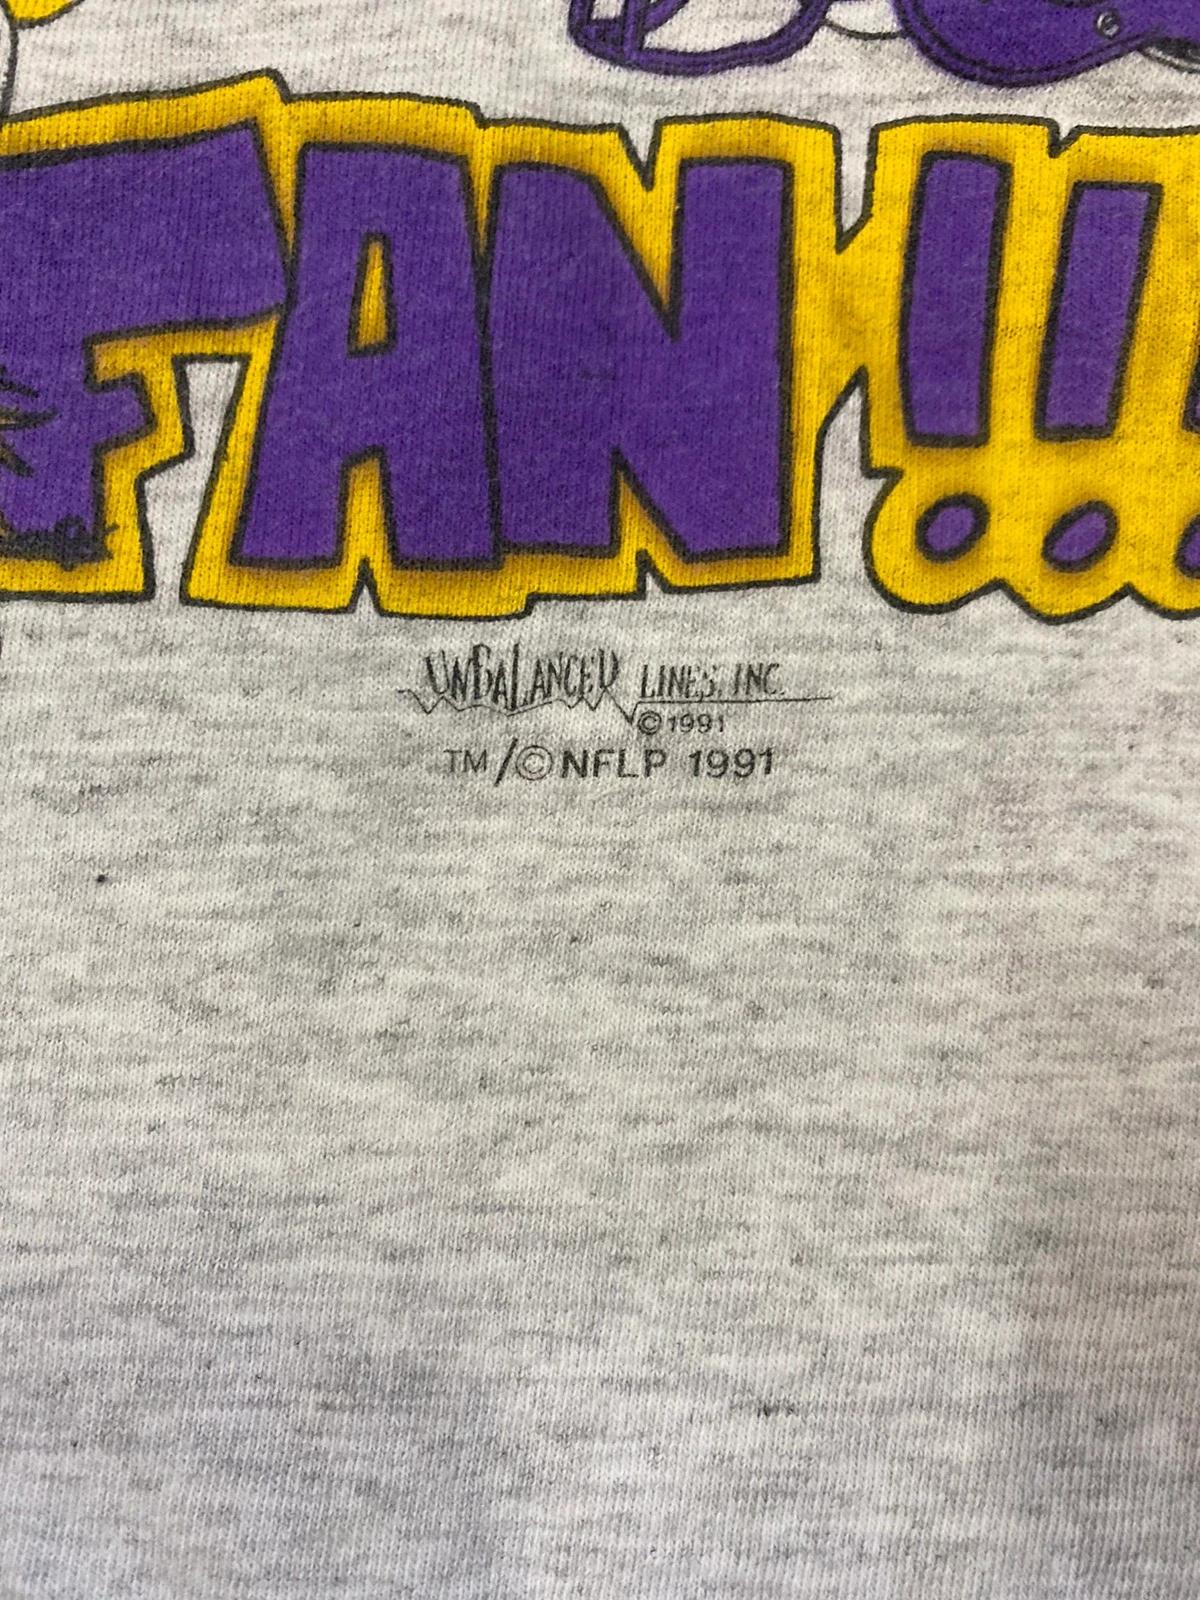 FAN!!!
UNBALANCED LINES, INC.
©1991
TM/©NFLP 1991